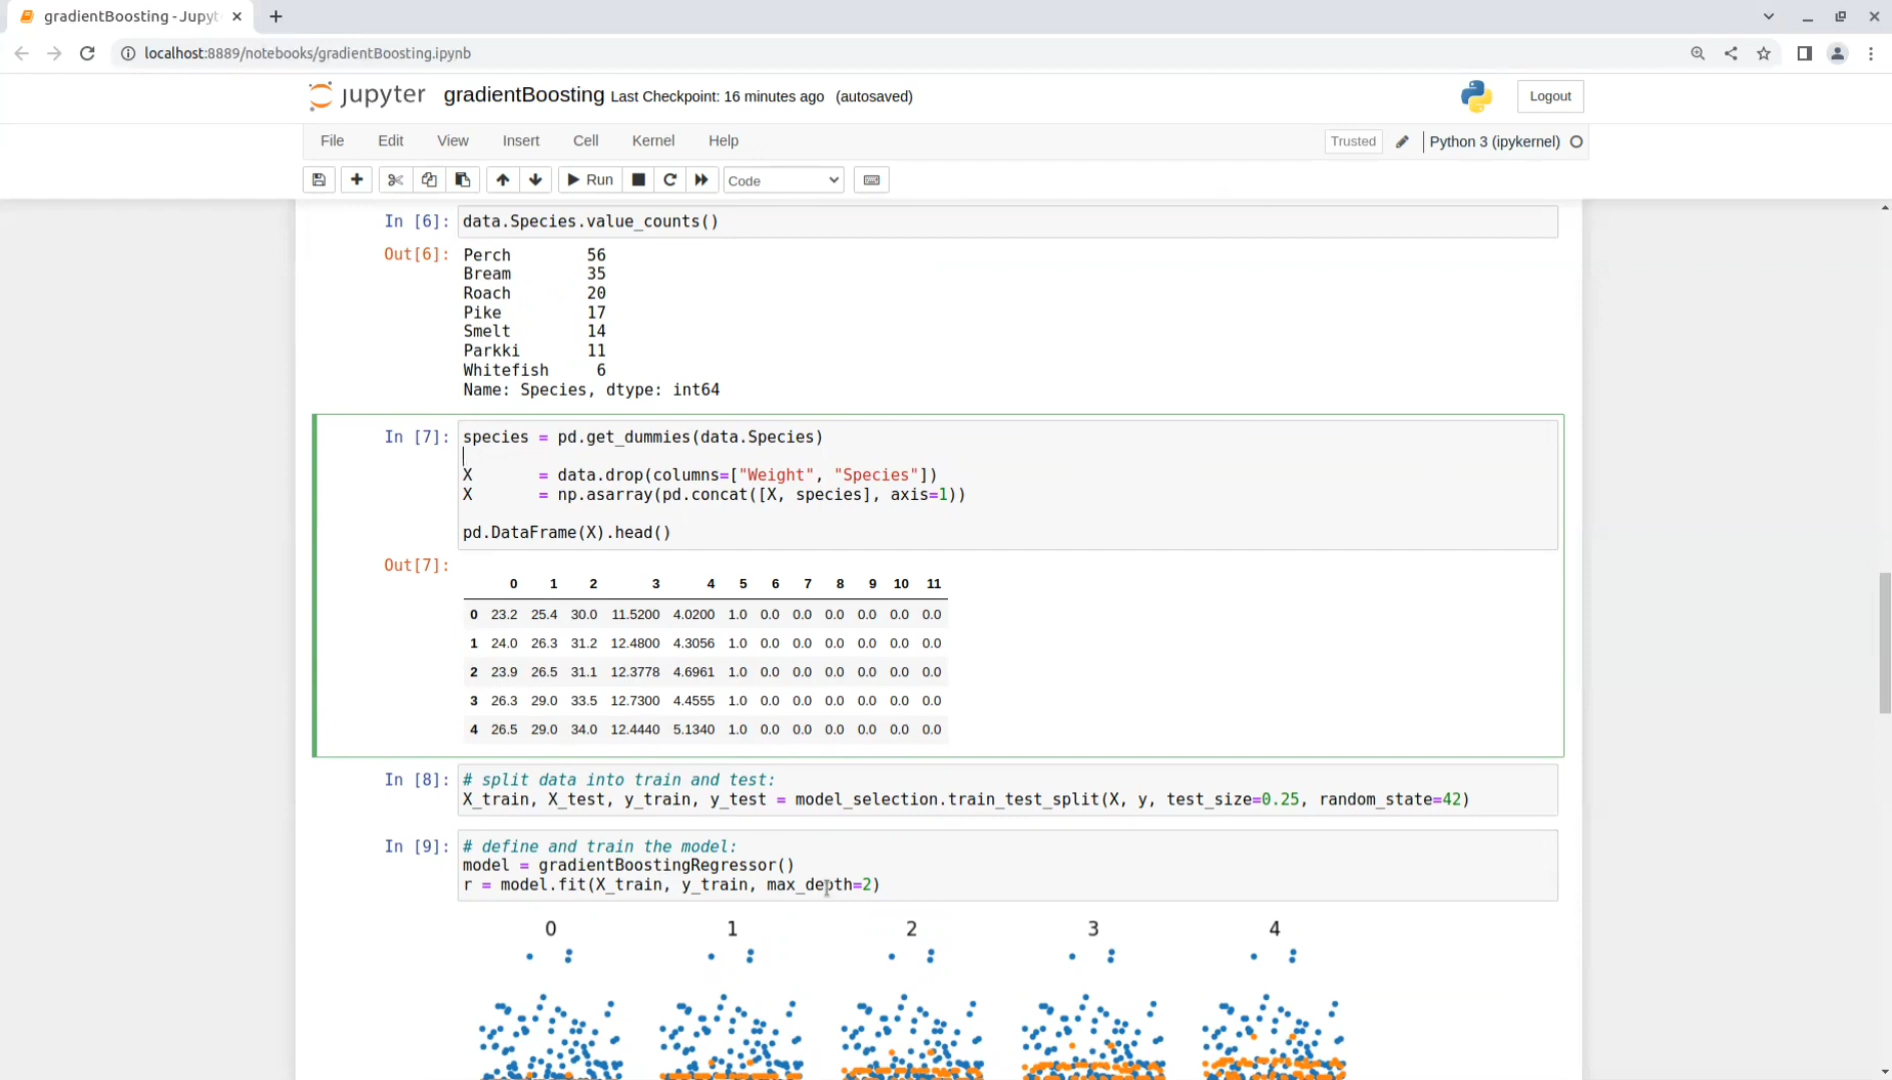 gradientBoosting - Jupyt
localhost:8889/notebooks/gradientBoosting.ipynb
jupyter gradientBoosting Last Checkpoint: 16 minutes ago (autosaved)
Logout
File Edit View Insert Cell Kernel Help
Trusted Python 3 (ipykernel)
Run Code
In [6]: data.Species.value_counts()
Out[6]: Perch 56
Bream 35
Roach 20
Pike 17
Smelt 14
Parkki 11
Whitefish 6
Name: Species, dtype: int64
In [7]: species = pd.get_dummies(data.Species)
X = data.drop(columns=["Weight", "Species"])
X = np.asarray(pd.concat([X, species], axis=1))
pd.DataFrame(X).head()
Out[7]:
0 1 2 3 4 5 6 7 8 9 10 11
0 23.2 25.4 30.0 11.5200 4.0200 1.0 0.0 0.0 0.0 0.0 0.0 0.0
1 24.0 26.3 31.2 12.4800 4.3056 1.0 0.0 0.0 0.0 0.0 0.0 0.0
2 23.9 26.5 31.1 12.3778 4.6961 1.0 0.0 0.0 0.0 0.0 0.0 0.0
3 26.3 29.0 33.5 12.7300 4.4555 1.0 0.0 0.0 0.0 0.0 0.0 0.0
4 26.5 29.0 34.0 12.4440 5.1340 1.0 0.0 0.0 0.0 0.0 0.0 0.0
In [8]: # split data into train and test:
X_train, X_test, y_train, y_test = model_selection.train_test_split(X, y, test_size=0.25, random_state=42)
In [9]: # define and train the model:
model = gradientBoostingRegressor()
r = model.fit(X_train, y_train, max_depth=2)
0 1 2 3 4